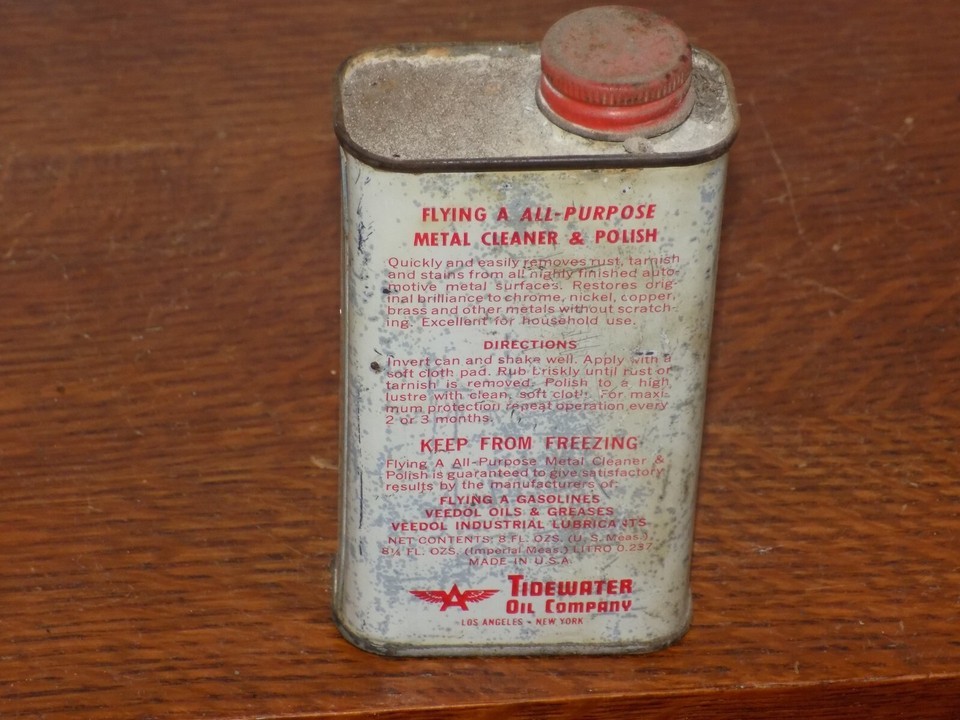 FLYING A ALL-PURPOSE
METAL CLEANER & POLISH
Quickly and easily removes rust, tarnish
and stains from all highly finished auto-
motive metal surfaces. Restores orig-
inal brilliance to chrome, nickel, copper,
brass and other metals without scratch-
ing. Excellent for household use.
DIRECTIONS
Invert can and shake well. Apply with a
soft cloth pad. Rub briskly until rust or
tarnish is removed. Polish to a high
lustre with clean, soft cloth. For maxi-
mum protection repeat operation every
2 or 3 months.
KEEP FROM FREEZING
Flying A All-Purpose Metal Cleaner &
Polish is guaranteed to give satisfactory
results by the manufacturers of:
FLYING A GASOLINES
VEEDOL OILS & GREASES
VEEDOL INDUSTRIAL LUBRICANTS
NET CONTENTS: 8 FL. OZS. (U.S. Meas.)
8⅓ FL. OZS. (Imperial Meas.) LITRO 0.237
MADE IN U.S.A.
A TIDEWATER
OIL COMPANY
LOS ANGELES - NEW YORK